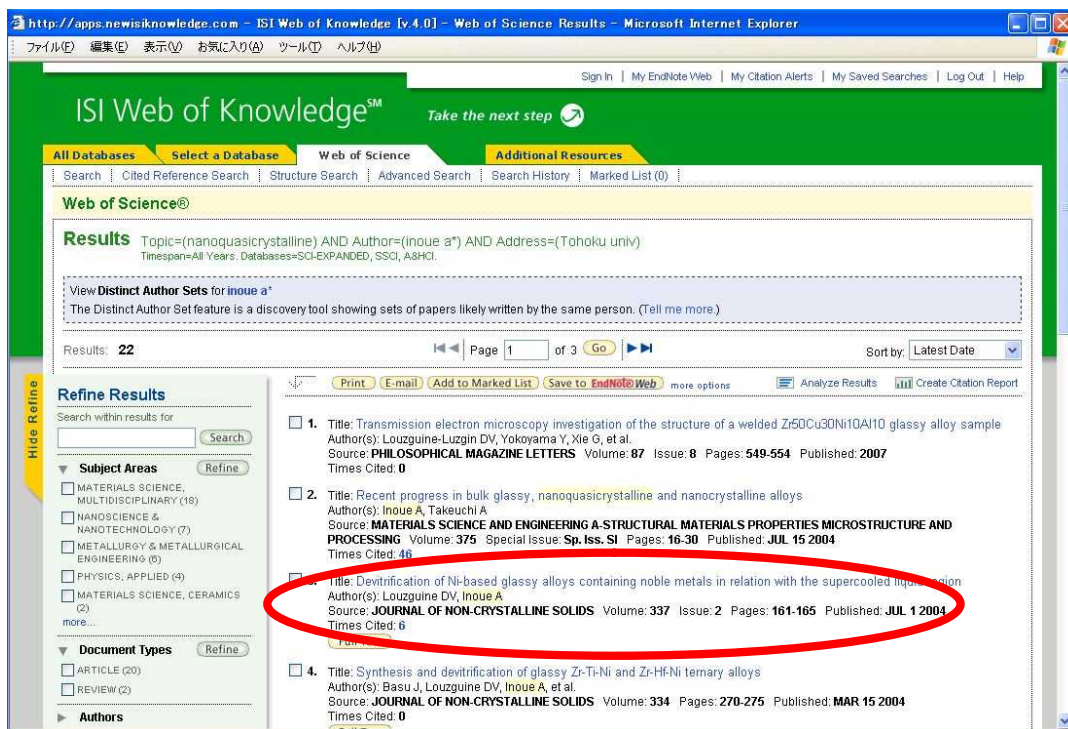 http://apps.newisiknowledge.com - ISI Web of Knowledge [v.4.0] - Web of Science Results - Microsoft Internet Explorer
ファイル(F) 編集(E) 表示(V) お気に入り(A) ツール(T) ヘルプ(H)
Sign In | My EndNote Web | My Citation Alerts | My Saved Searches | Log Out | Help
ISI Web of Knowledge℠ Take the next step
All Databases Select a Database Web of Science Additional Resources
Search | Cited Reference Search | Structure Search | Advanced Search | Search History | Marked List (0)
Web of Science®
Results Topic=(nanoquasicrystalline) AND Author=(inoue a*) AND Address=(Tohoku univ)
Timespan=All Years. Databases=SCI-EXPANDED, SSCI, A&HCI.
View Distinct Author Sets for inoue a*
The Distinct Author Set feature is a discovery tool showing sets of papers likely written by the same person. (Tell me more.)
Results: 22 Page 1 of 3 Go Sort by: Latest Date
Hide Refine
Refine Results
Search within results for
Search
Subject Areas Refine
MATERIALS SCIENCE, MULTIDISCIPLINARY (18)
NANOSCIENCE & NANOTECHNOLOGY (7)
METALLURGY & METALLURGICAL ENGINEERING (6)
PHYSICS, APPLIED (4)
MATERIALS SCIENCE, CERAMICS (2)
more...
Document Types Refine
ARTICLE (20)
REVIEW (2)
Authors
Print E-mail Add to Marked List Save to EndNote Web more options Analyze Results Create Citation Report
1. Title: Transmission electron microscopy investigation of the structure of a welded Zr50Cu30Ni10Al10 glassy alloy sample
Author(s): Louzguine-Luzgin DV, Yokoyama Y, Xie G, et al.
Source: PHILOSOPHICAL MAGAZINE LETTERS Volume: 87 Issue: 8 Pages: 549-554 Published: 2007
Times Cited: 0
2. Title: Recent progress in bulk glassy, nanoquasicrystalline and nanocrystalline alloys
Author(s): Inoue A, Takeuchi A
Source: MATERIALS SCIENCE AND ENGINEERING A-STRUCTURAL MATERIALS PROPERTIES MICROSTRUCTURE AND
PROCESSING Volume: 375 Special Issue: Sp. Iss. SI Pages: 16-30 Published: JUL 15 2004
Times Cited: 46
Title: Devitrification of Ni-based glassy alloys containing noble metals in relation with the supercooled liquid region
Author(s): Louzguine DV, Inoue A
Source: JOURNAL OF NON-CRYSTALLINE SOLIDS Volume: 337 Issue: 2 Pages: 161-165 Published: JUL 1 2004
Times Cited: 6
4. Title: Synthesis and devitrification of glassy Zr-Ti-Ni and Zr-Hf-Ni ternary alloys
Author(s): Basu J, Louzguine DV, Inoue A, et al.
Source: JOURNAL OF NON-CRYSTALLINE SOLIDS Volume: 334 Pages: 270-275 Published: MAR 15 2004
Times Cited: 0